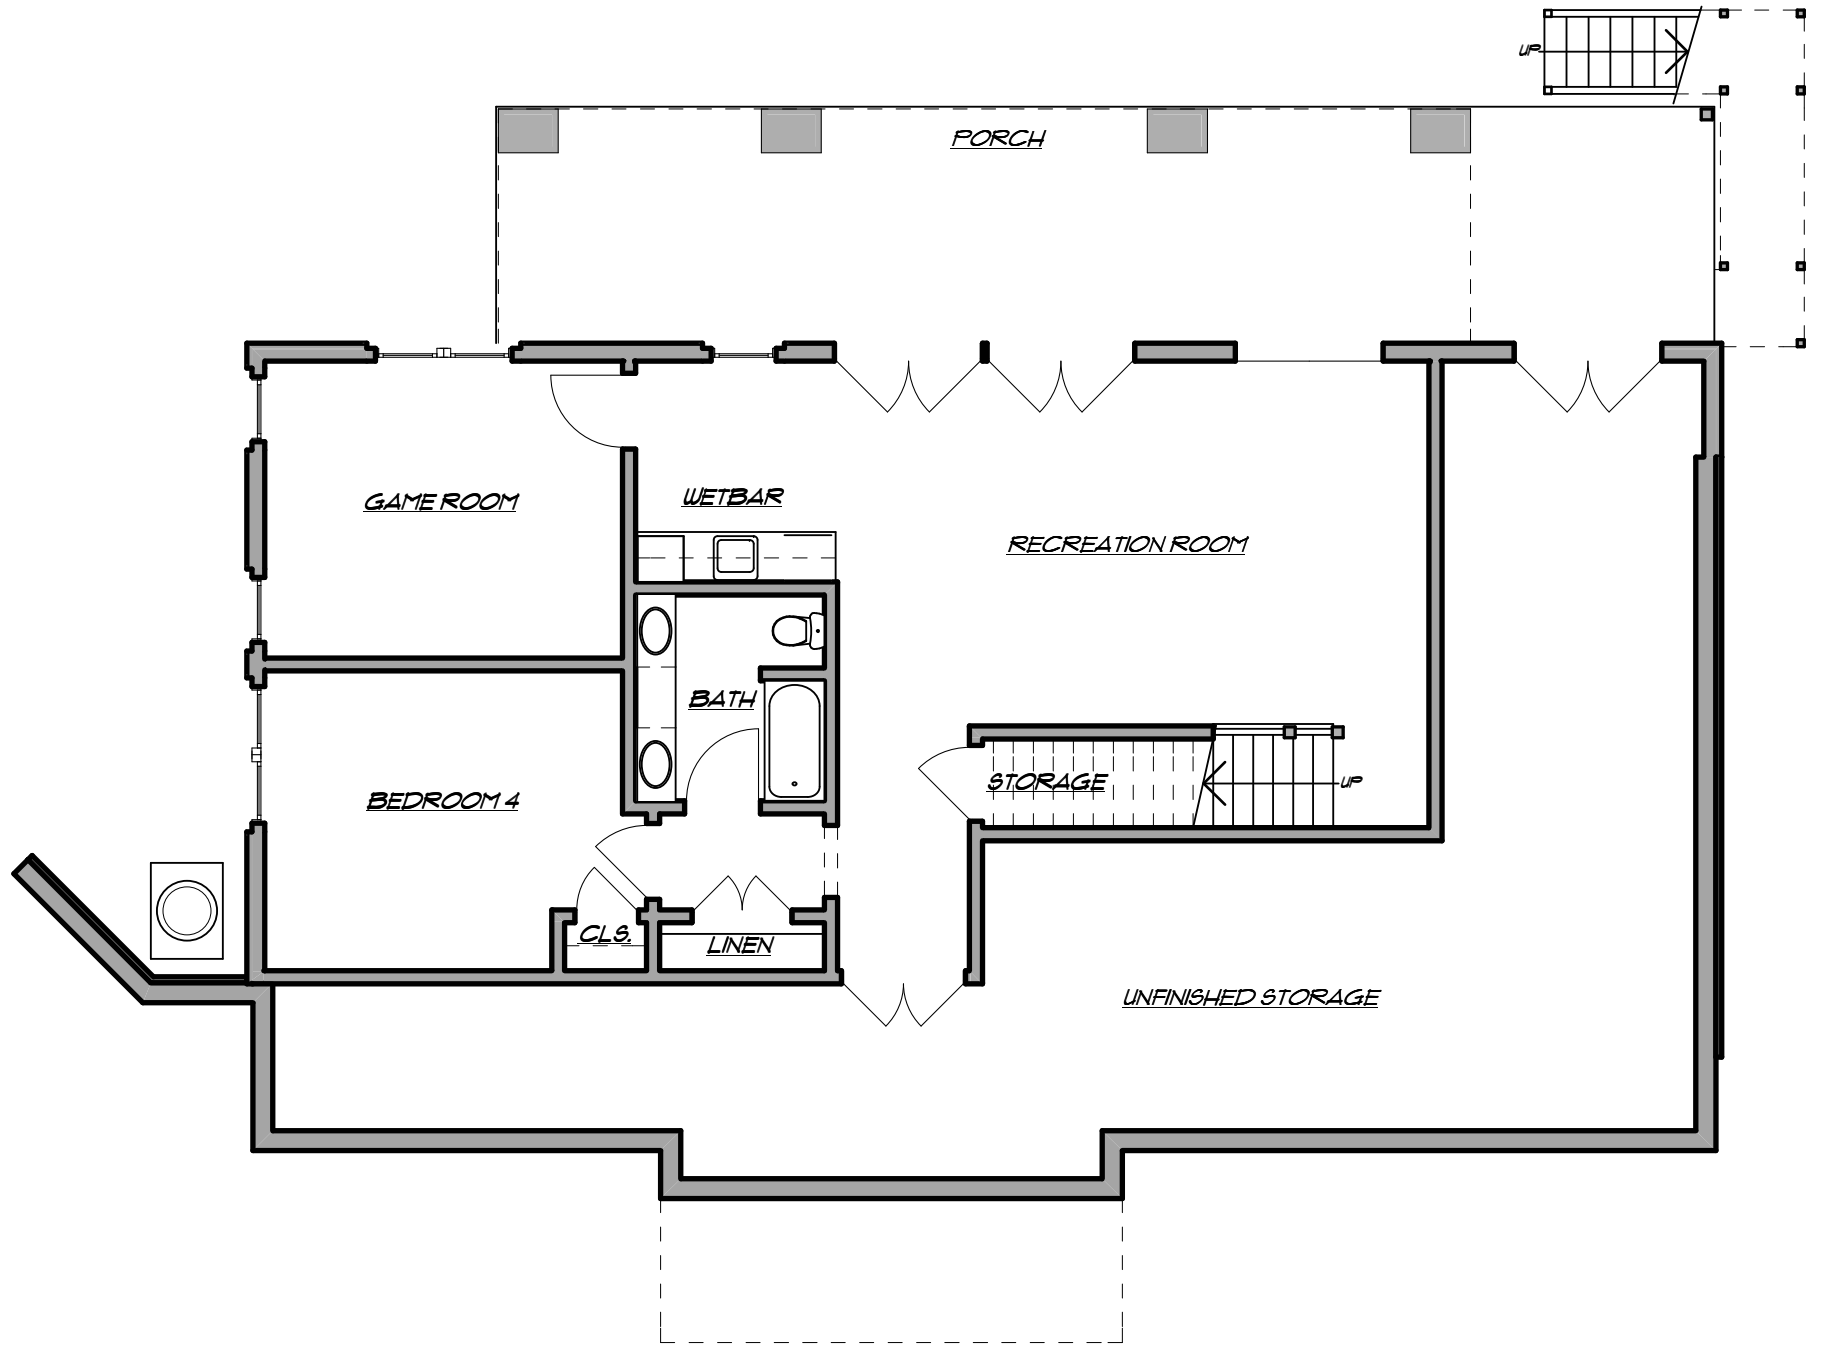 UP
PORCH
GAME ROOM
WETBAR
RECREATION ROOM
BATH
STORAGE
UP
BEDROOM 4
CLS.
LINEN
UNFINISHED STORAGE